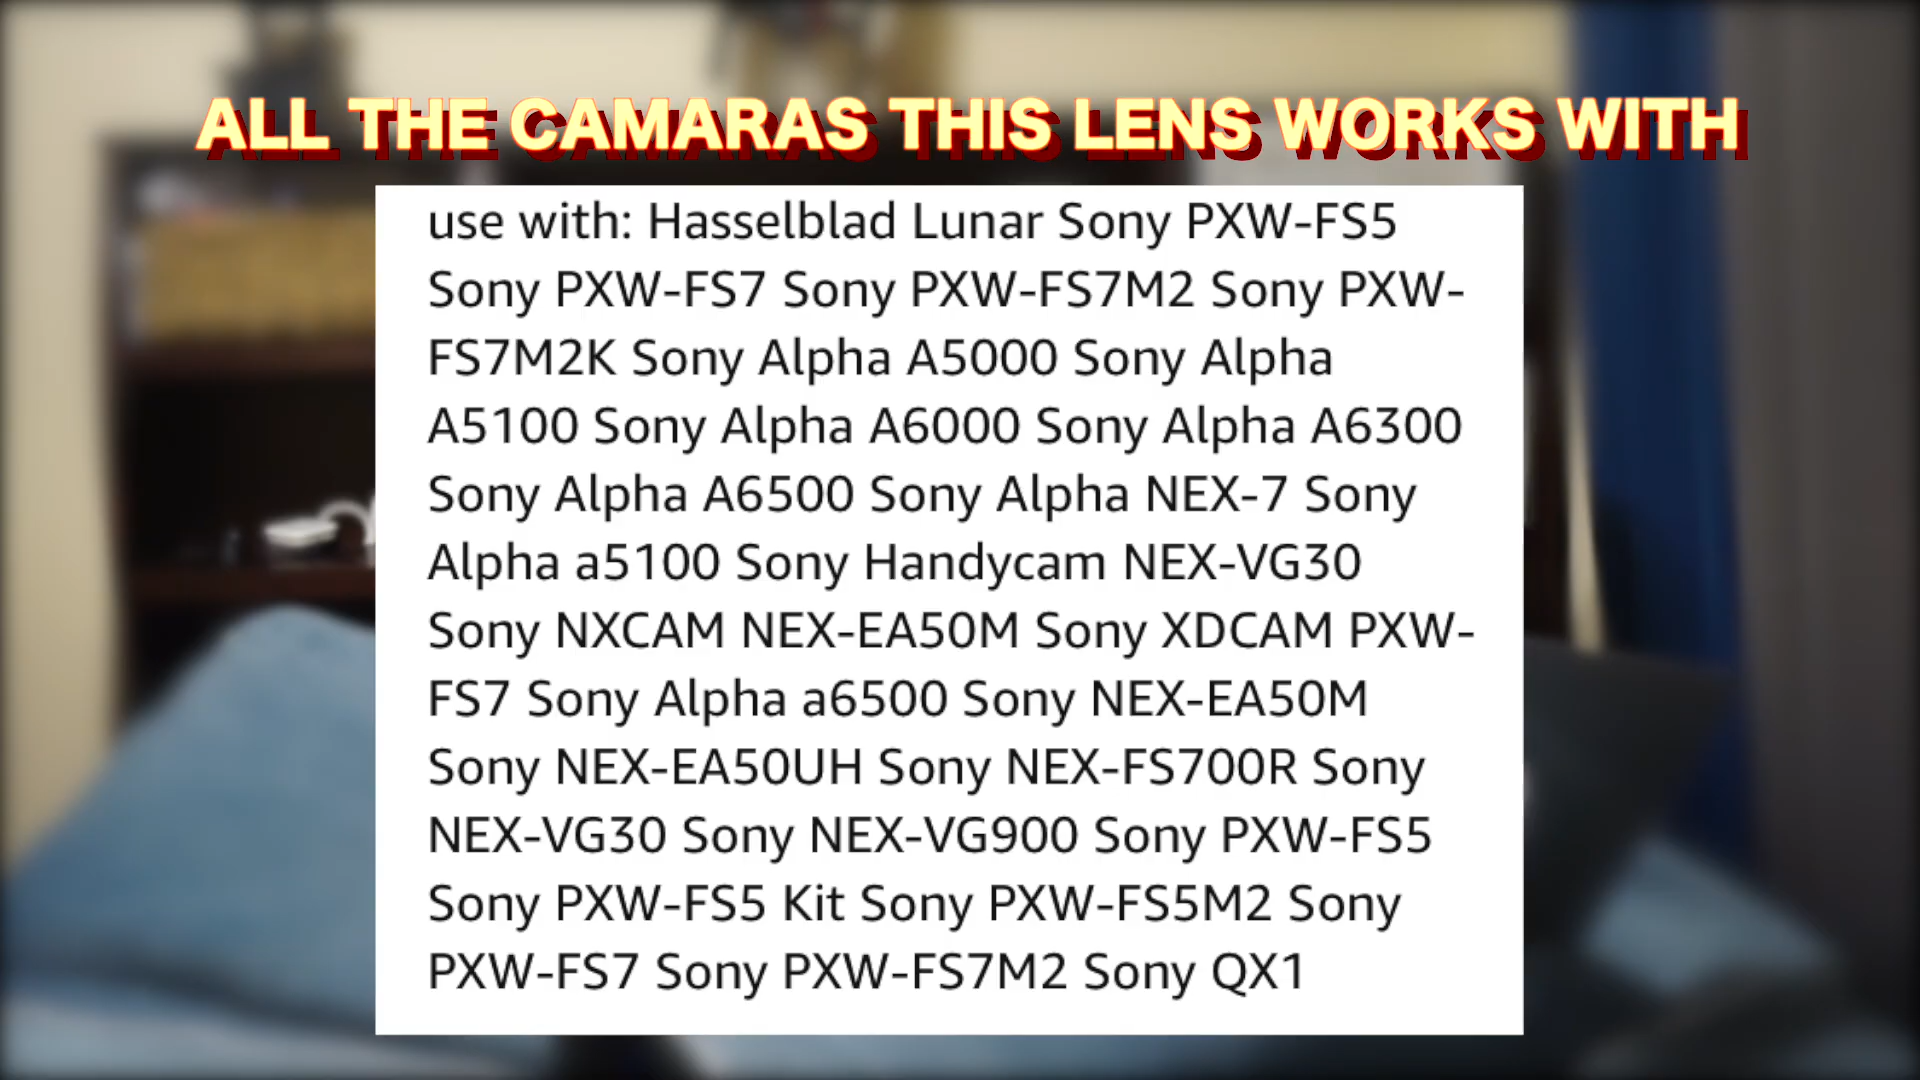 ALL THE CAMARAS THIS LENS WORKS WITH
use with: Hasselblad Lunar Sony PXW-FS5
Sony PXW-FS7 Sony PXW-FS7M2 Sony PXW-
FS7M2K Sony Alpha A5000 Sony Alpha
A5100 Sony Alpha A6000 Sony Alpha A6300
Sony Alpha A6500 Sony Alpha NEX-7 Sony
Alpha a5100 Sony Handycam NEX-VG30
Sony NXCAM NEX-EA50M Sony XDCAM PXW-
FS7 Sony Alpha a6500 Sony NEX-EA50M
Sony NEX-EA50UH Sony NEX-FS700R Sony
NEX-VG30 Sony NEX-VG900 Sony PXW-FS5
Sony PXW-FS5 Kit Sony PXW-FS5M2 Sony
PXW-FS7 Sony PXW-FS7M2 Sony QX1